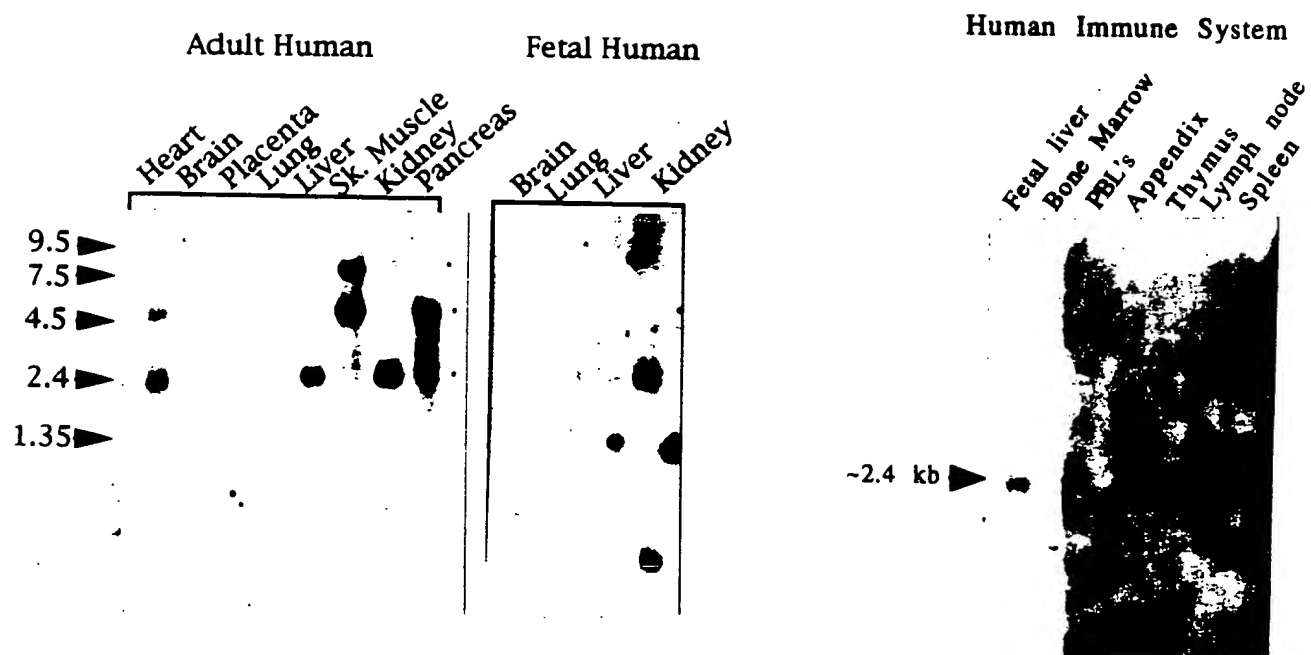 Adult Human
Heart
Brain
Placenta
Lung
Liver
Sk. Muscle
Kidney
Pancreas
9.5
7.5
4.5
2.4
1.35
Fetal Human
Brain
Lung
Liver
Kidney
Human Immune System
Fetal liver
Bone Marrow
PBL's
Appendix
Thymus
Lymph node
Spleen
~2.4 kb